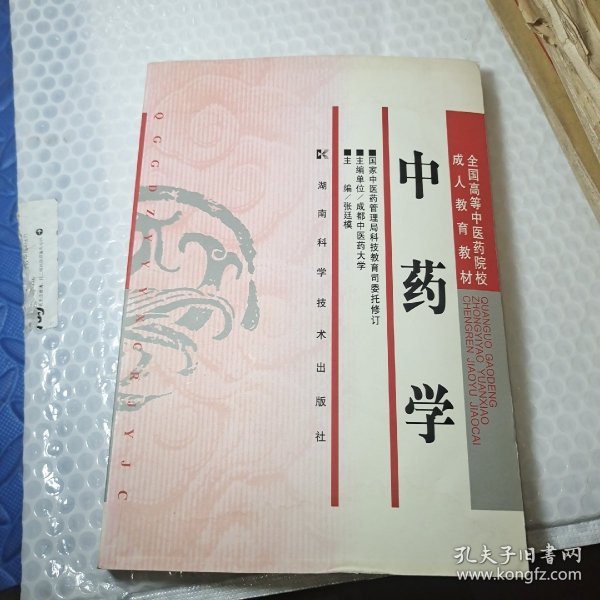 全国高等中医药院校
成人教育教材
QUANGUO GAODENG
ZHONGYIYAO YUANXIAO
CHENGREN JIAOYU JIAOCAI
中药学
■国家中医药管理局科技教育司委托修订
■主编单位/成都中医药大学
■主编/张廷模
湖南科学技术出版社
孔夫子旧书网
www.kongfz.com